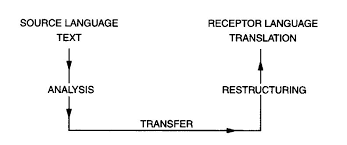 SOURCE LANGUAGE
TEXT
RECEPTOR LANGUAGE
TRANSLATION
ANALYSIS
RESTRUCTURING
TRANSFER